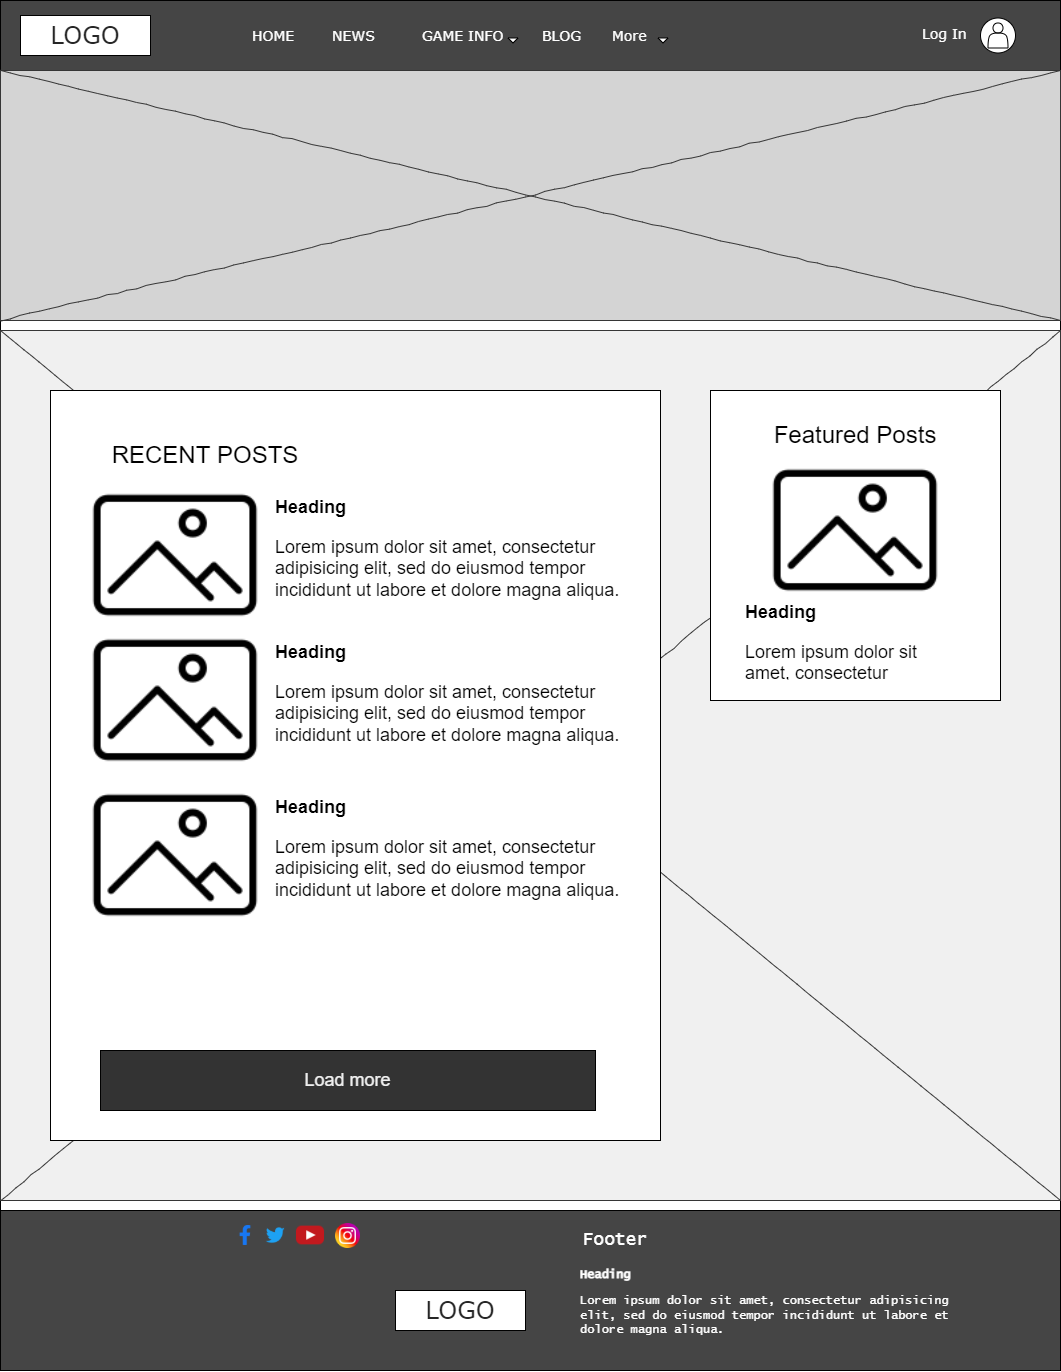 LOGO
HOME
NEWS
GAME INFO
BLOG
More
Log In
RECENT POSTS
Heading
Lorem ipsum dolor sit amet, consectetur
adipisicing elit, sed do eiusmod tempor
incididunt ut labore et dolore magna aliqua.
Heading
Lorem ipsum dolor sit amet, consectetur
adipisicing elit, sed do eiusmod tempor
incididunt ut labore et dolore magna aliqua.
Heading
Lorem ipsum dolor sit amet, consectetur
adipisicing elit, sed do eiusmod tempor
incididunt ut labore et dolore magna aliqua.
Load more
Featured Posts
Heading
Lorem ipsum dolor sit
amet, consectetur
LOGO
Footer
Heading
Lorem ipsum dolor sit amet, consectetur adipisicing
elit, sed do eiusmod tempor incididunt ut labore et
dolore magna aliqua.